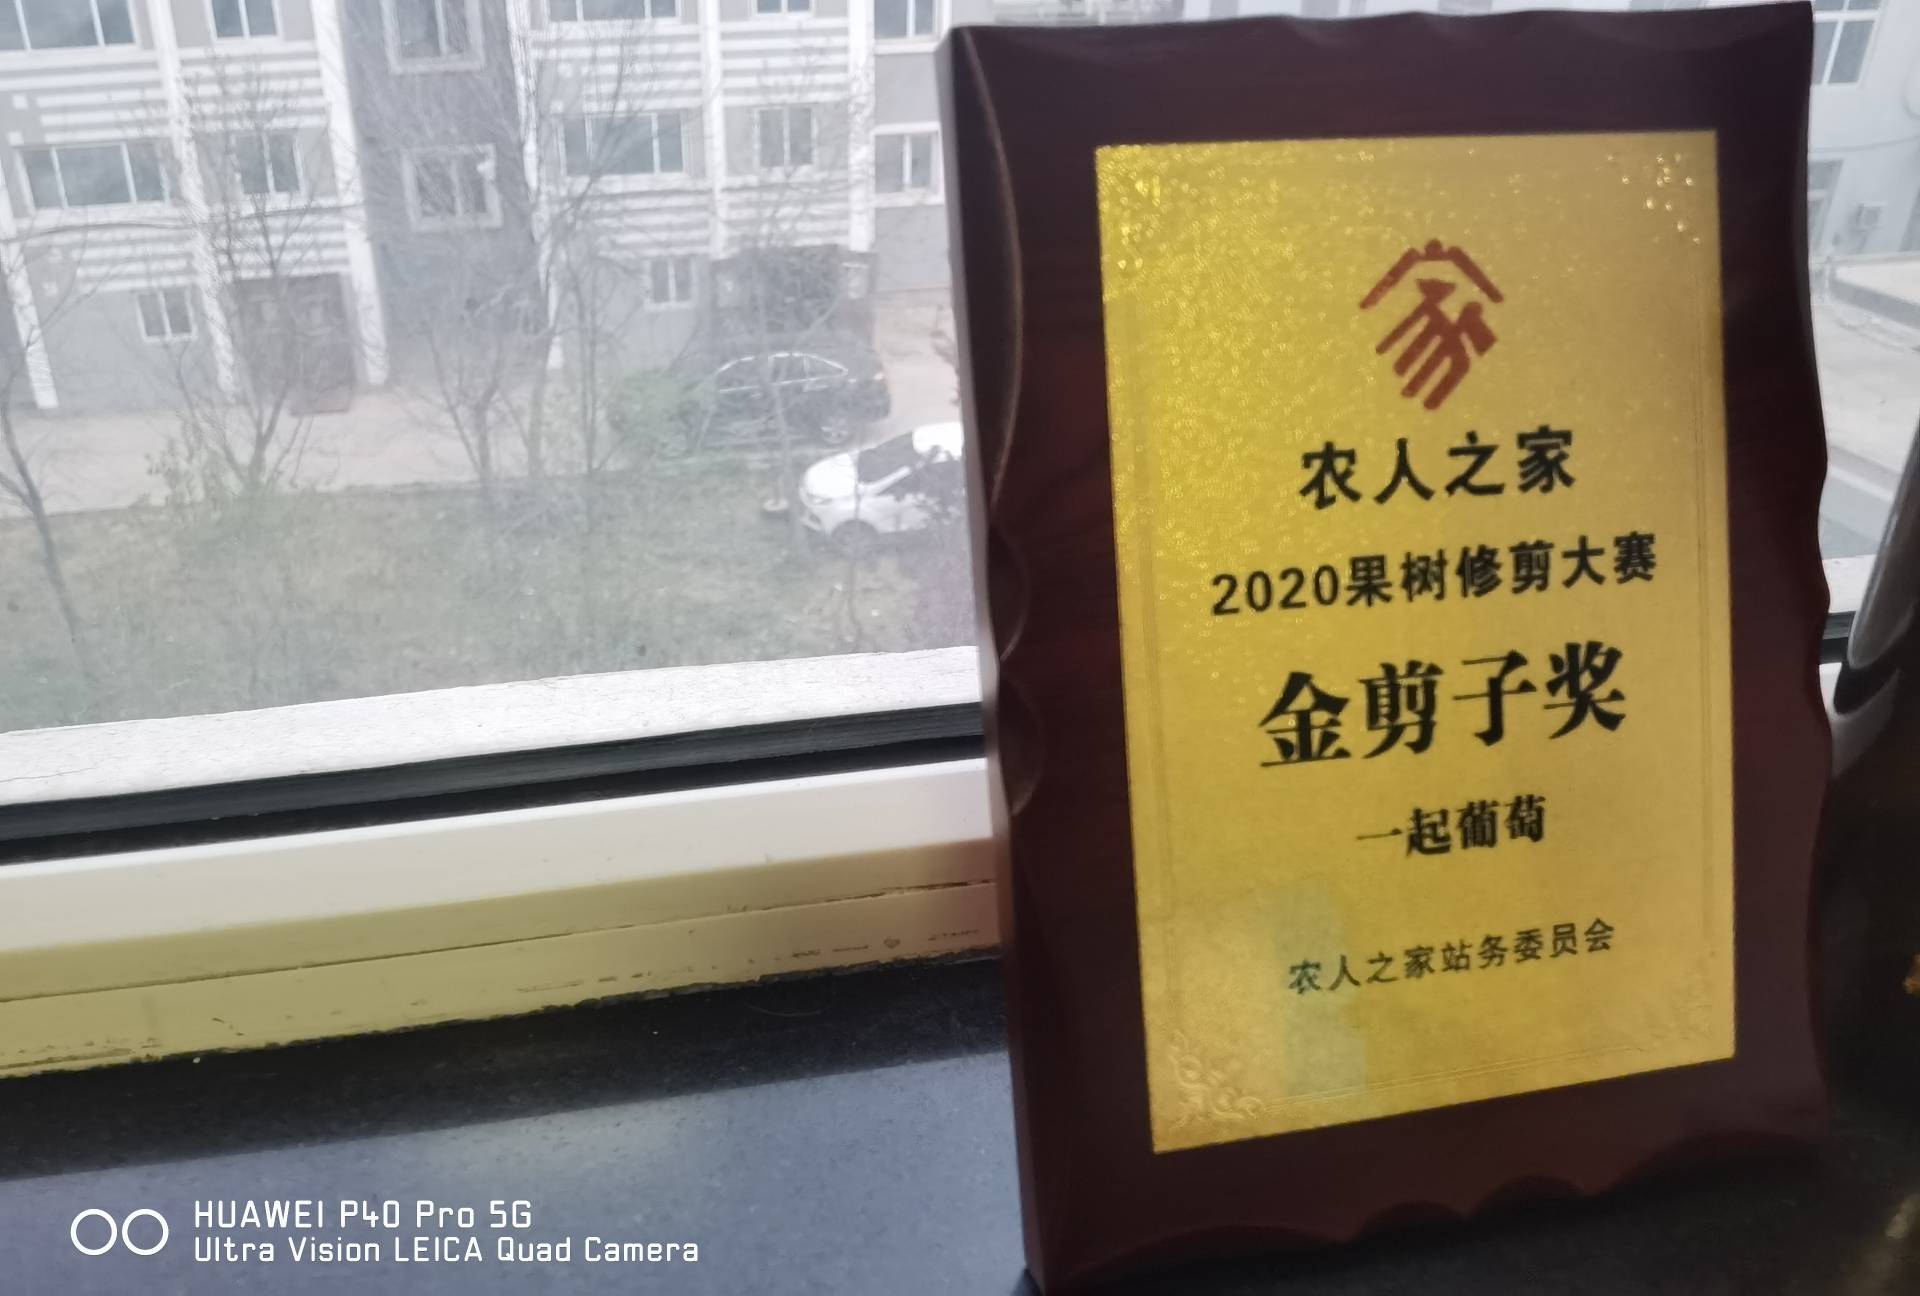 农人之家
2020果树修剪大赛
金剪子奖
一起葡萄
农人之家站务委员会
HUAWEI P40 Pro 5G
Ultra Vision LEICA Quad Camera